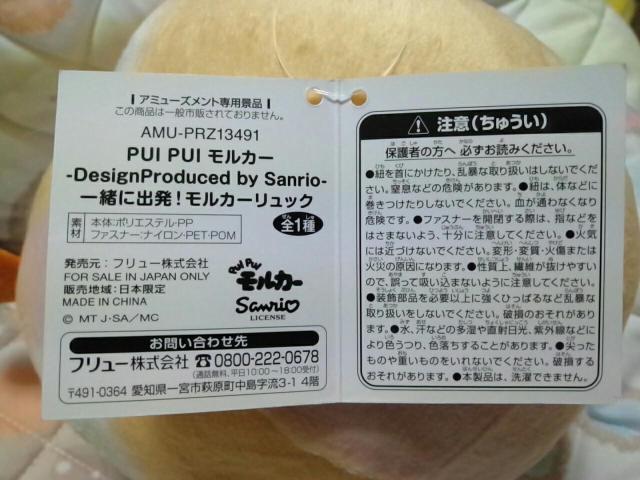 アミューズメント専用景品
この商品は一般市販されておりません。
AMU-PRZ13491
PUI PUI モルカー
-DesignProduced by Sanrio-
一緒に出発!モルカーリュック
素材
本体:ポリエステル・PP
ファスナー:ナイロン・PET・POM
全1種
発売元:フリュー株式会社
FOR SALE IN JAPAN ONLY
販売地域:日本限定
MADE IN CHINA
© MT J・SA/MC
PUI PUI
モルカー
Sanrio
LICENSE
お問い合わせ先
フリュー株式会社 ☎0800-222-0678
(平日10:00~18:00受付)
〒491-0364 愛知県一宮市萩原町中島字流3-1 4階
注意(ちゅうい)
保護者の方へ必ずお読みください。
●紐を首にかけたり、乱暴な取り扱いはしないでくだ
さい。窒息などの危険があります。●紐は、体などに
巻きつけたりしないでください。血が通わなくなり
危険です。●ファスナーを開閉する際は、指などを
はさまないよう、十分に注意してください。●火気
には近づけないでください。変形・変質・火傷または
火災の原因になります。●性質上、繊維が抜けやすい
ので、誤って吸い込まないように注意してください。
●装飾部品を必要以上に強くひっぱるなど乱暴な
取り扱いをしないでください。破損のおそれがありま
す。●水、汗などの多湿や直射日光、紫外線などに
より色うつり、色落ちすることがあります。●尖った
ものや重いものをいれないでください。破損する
おそれがあります。●本製品は、洗濯できません。